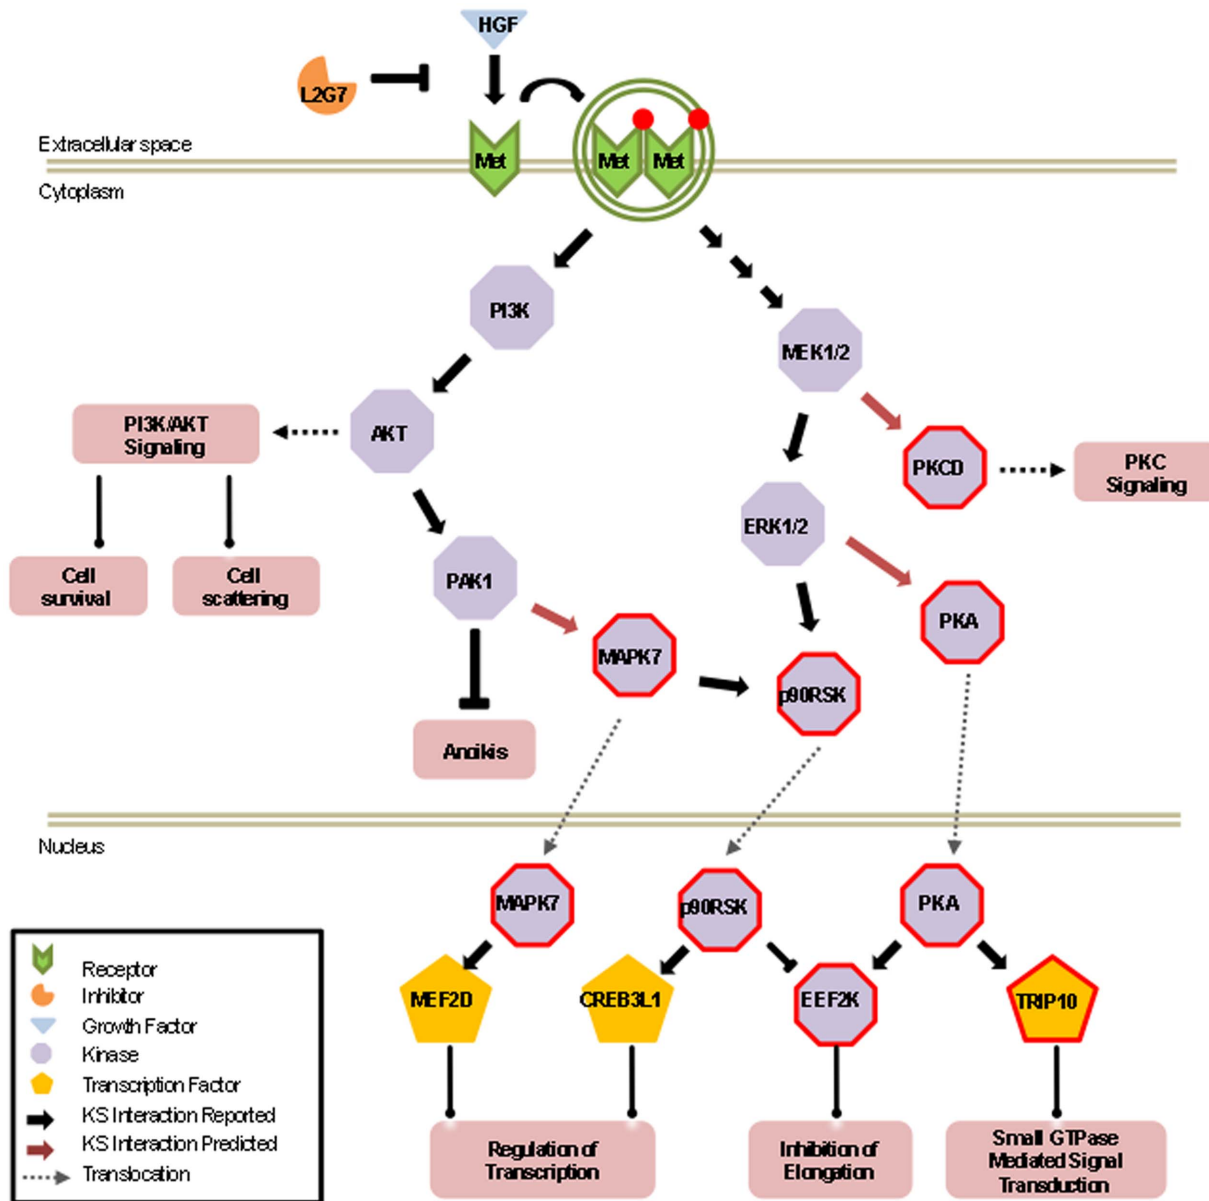 HGF
L2G7
Extracellular space
Met
Met
Met
Cytoplasm
PI3K
MEK1/2
PI3K/AKT
Signaling
AKT
PKCD
PKC
Signaling
ERK1/2
Cell
survival
Cell
scattering
PAK1
PKA
MAPK7
p90RSK
Anoikis
Nucleus
MAPK7
p90RSK
PKA
MEF2D
CREB3L1
EEF2K
TRIP10
Receptor
Inhibitor
Growth Factor
Kinase
Transcription Factor
KS Interaction Reported
KS Interaction Predicted
Translocation
Regulation of
Transcription
Inhibition of
Elongation
Small GTPase
Mediated Signal
Transduction